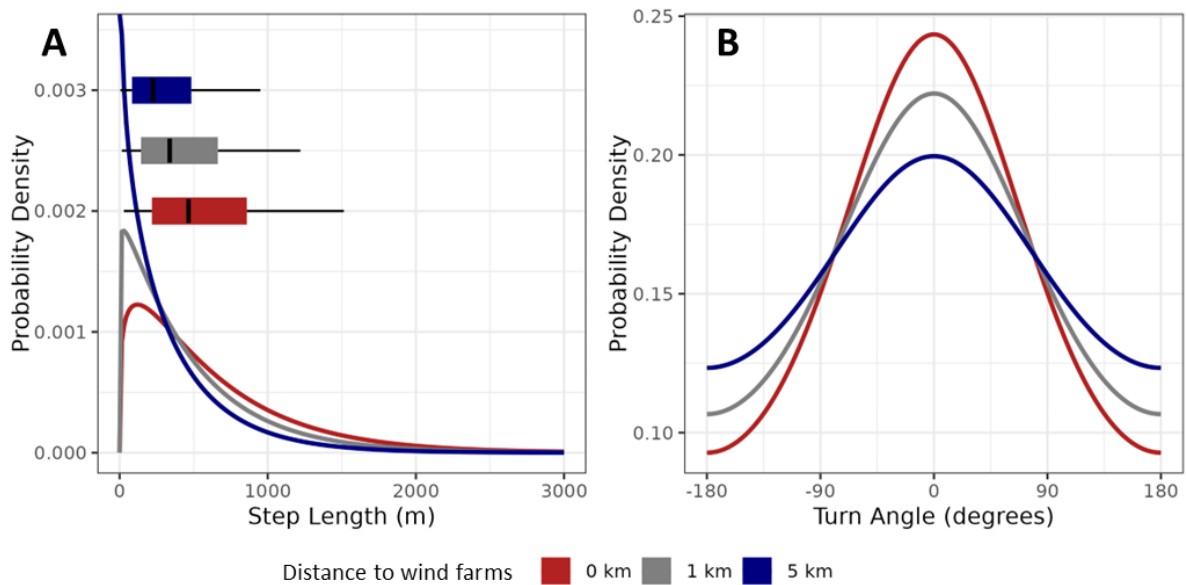 A
Probability Density
0.003
0.002
0.001
0.000
0
1000
2000
3000
Step Length (m)
B
Probability Density
0.25
0.20
0.15
0.10
-180
-90
0
90
180
Turn Angle (degrees)
Distance to wind farms 0 km 1 km 5 km